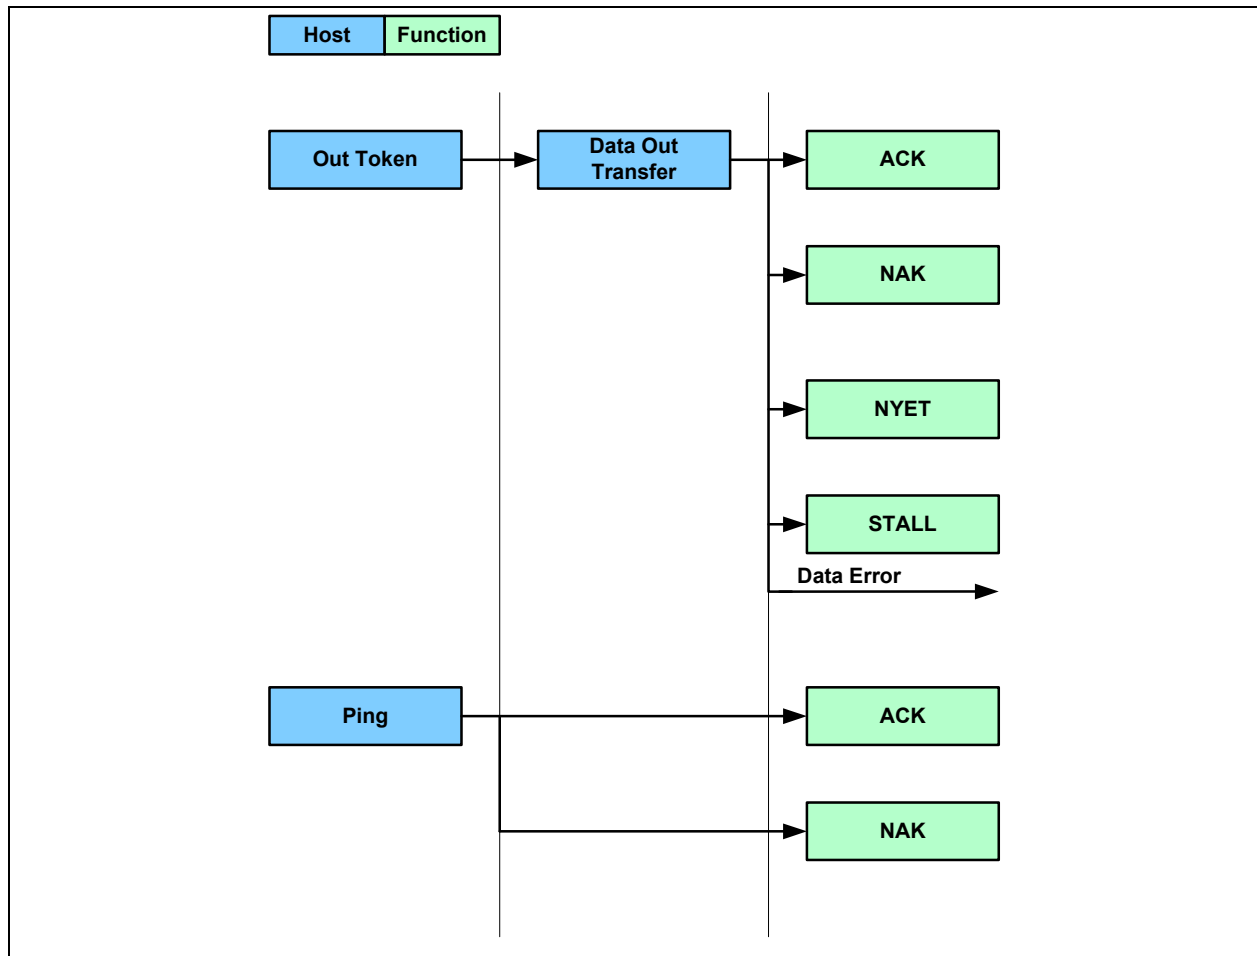 Host
Function
Out Token
Data Out
Transfer
ACK
NAK
NYET
STALL
Data Error
Ping
ACK
NAK